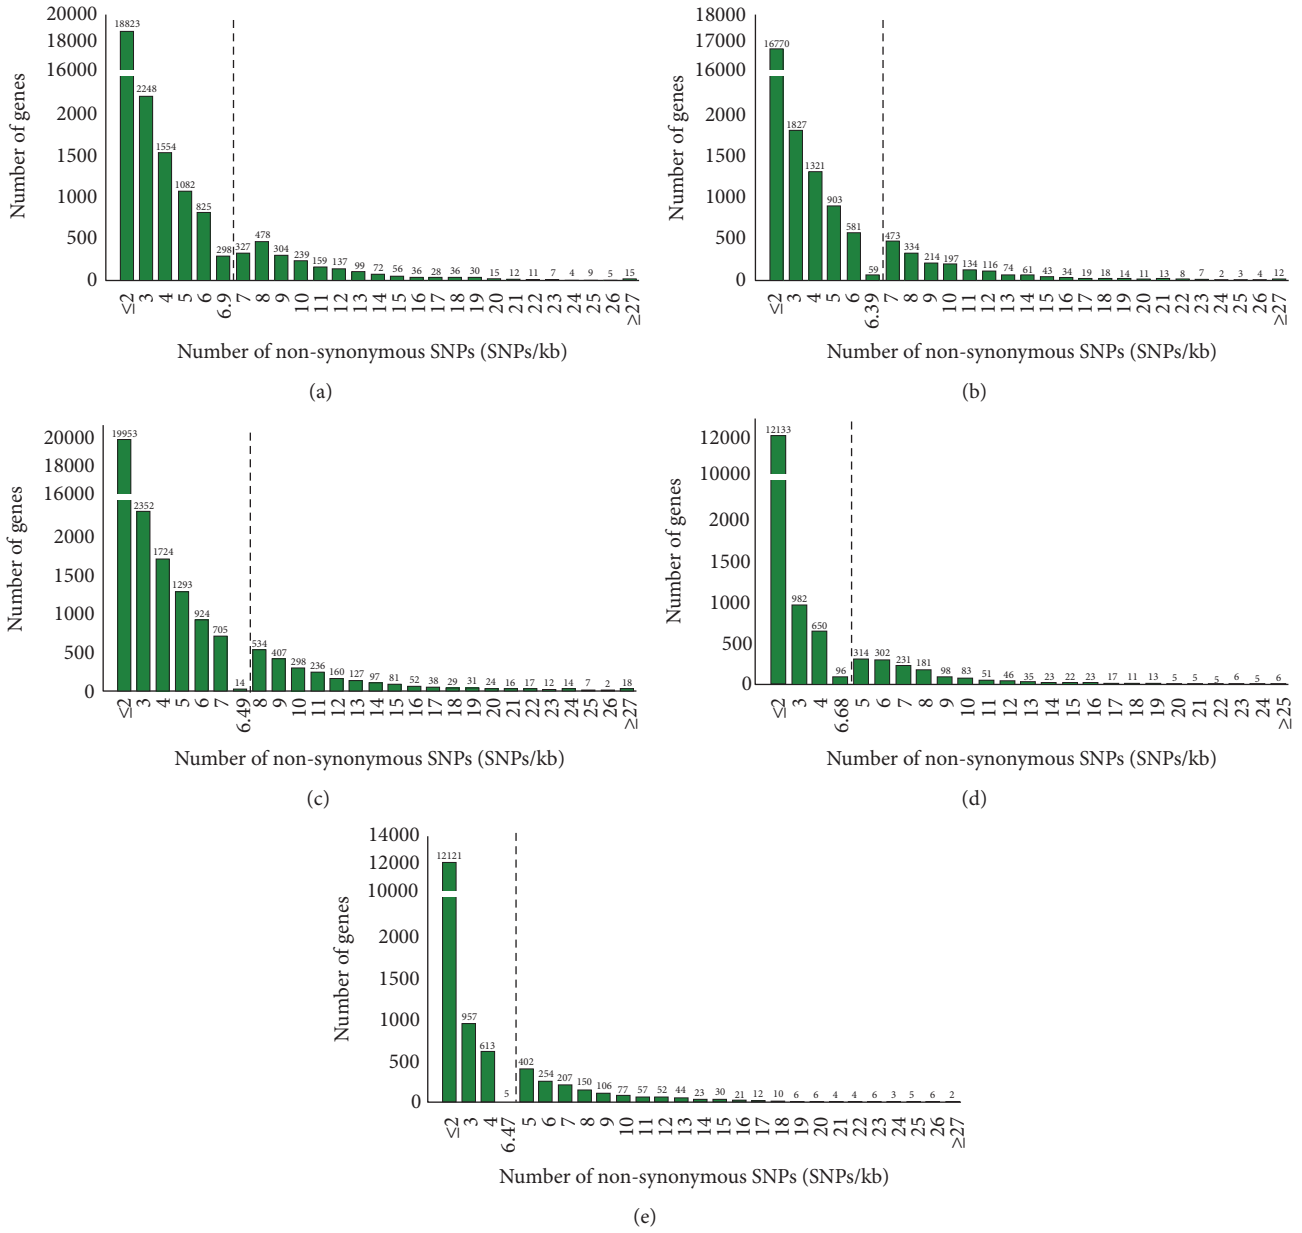 20000
18000
16000
2000
1500
1000
500
0
Number of genes
18823 2248 1554 1082 825 298 327 478 304 239 159 137 99 72 56 36 28 36 30 15 12 11 7 4 9 5 15
≤2 3 4 5 6 6.9 7 8 9 10 11 12 13 14 15 16 17 18 19 20 21 22 23 24 25 26 ≥27
Number of non-synonymous SNPs (SNPs/kb)
(a)
18000
17000
16000
2000
1500
1000
500
0
Number of genes
16770 1827 1321 903 581 59 473 334 214 197 134 116 74 61 43 34 19 18 14 11 13 8 7 2 3 4 12
≤2 3 4 5 6 6.39 7 8 9 10 11 12 13 14 15 16 17 18 19 20 21 22 23 24 25 26 ≥27
Number of non-synonymous SNPs (SNPs/kb)
(b)
20000
18000
16000
2000
1500
1000
500
0
Number of genes
19953 2352 1724 1293 924 705 14 534 407 298 236 160 127 97 81 52 38 29 31 24 16 17 12 14 7 2 18
≤2 3 4 5 6 7 6.49 8 9 10 11 12 13 14 15 16 17 18 19 20 21 22 23 24 25 26 ≥27
Number of non-synonymous SNPs (SNPs/kb)
(c)
12000
10000
2000
1500
1000
500
0
Number of genes
12133 982 650 96 314 302 231 181 98 83 51 46 35 23 22 23 17 11 13 5 5 5 6 5 6
≤2 3 4 6.68 5 6 7 8 9 10 11 12 13 14 15 16 17 18 19 20 21 22 23 24 ≥25
Number of non-synonymous SNPs (SNPs/kb)
(d)
14000
12000
10000
2000
1500
1000
500
0
Number of genes
12121 957 613 5 402 254 207 150 106 77 57 52 44 23 30 21 12 10 6 6 4 4 6 3 5 6 2
≤2 3 4 6.47 5 6 7 8 9 10 11 12 13 14 15 16 17 18 19 20 21 22 23 24 25 26 ≥27
Number of non-synonymous SNPs (SNPs/kb)
(e)